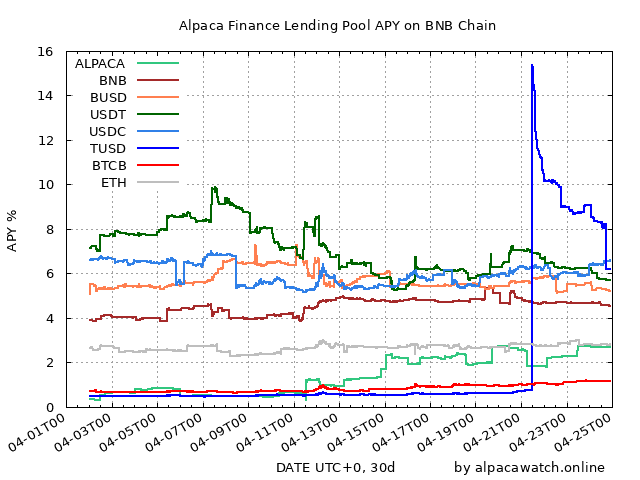 Alpaca Finance Lending Pool APY on BNB Chain
16
14
12
10
8
6
4
2
0
APY %
ALPACA
BNB
BUSD
USDT
USDC
TUSD
BTCB
ETH
04-01T00
04-03T00
04-05T00
04-07T00
04-09T00
04-11T00
04-13T00
04-15T00
04-17T00
04-19T00
04-21T00
04-23T00
04-25T00
DATE UTC+0, 30d
by alpacawatch.online